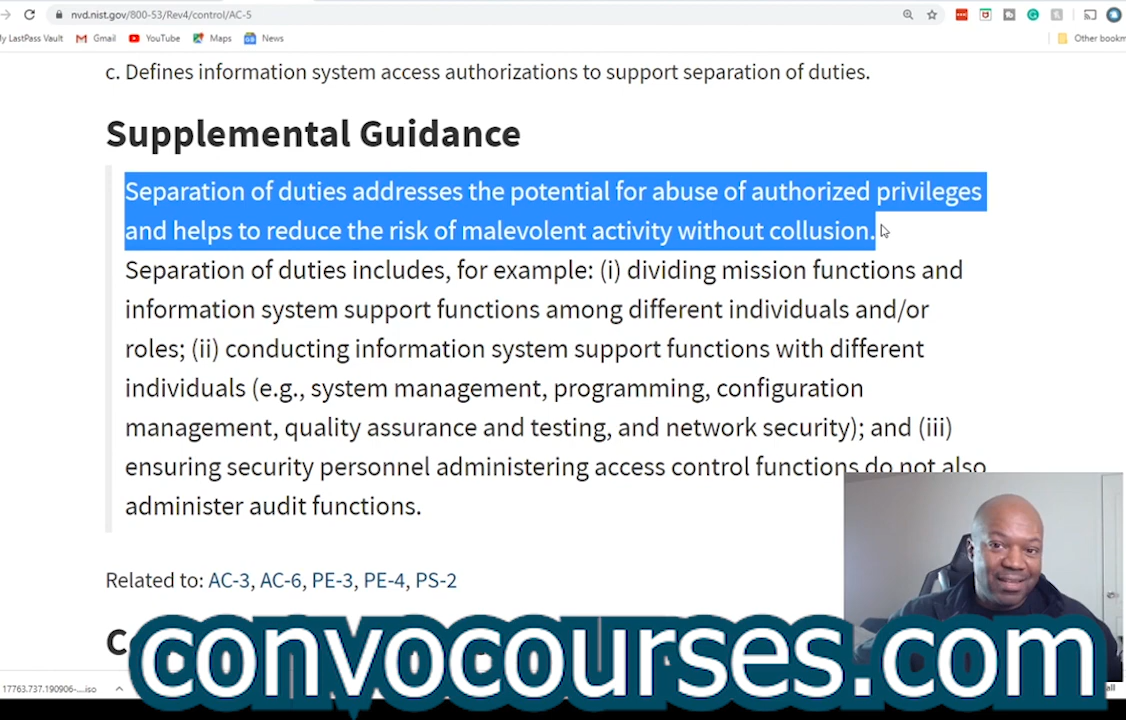 nvd.nist.gov/800-53/Rev4/control/AC-5
My LastPass Vault Gmail YouTube Maps News Other bookm
c. Defines information system access authorizations to support separation of duties.
Supplemental Guidance
Separation of duties addresses the potential for abuse of authorized privileges
and helps to reduce the risk of malevolent activity without collusion.
Separation of duties includes, for example: (i) dividing mission functions and
information system support functions among different individuals and/or
roles; (ii) conducting information system support functions with different
individuals (e.g., system management, programming, configuration
management, quality assurance and testing, and network security); and (iii)
ensuring security personnel administering access control functions do not also
administer audit functions.
Related to: AC-3, AC-6, PE-3, PE-4, PS-2
C
convocourses.com
17763.737.190906-....iso
all